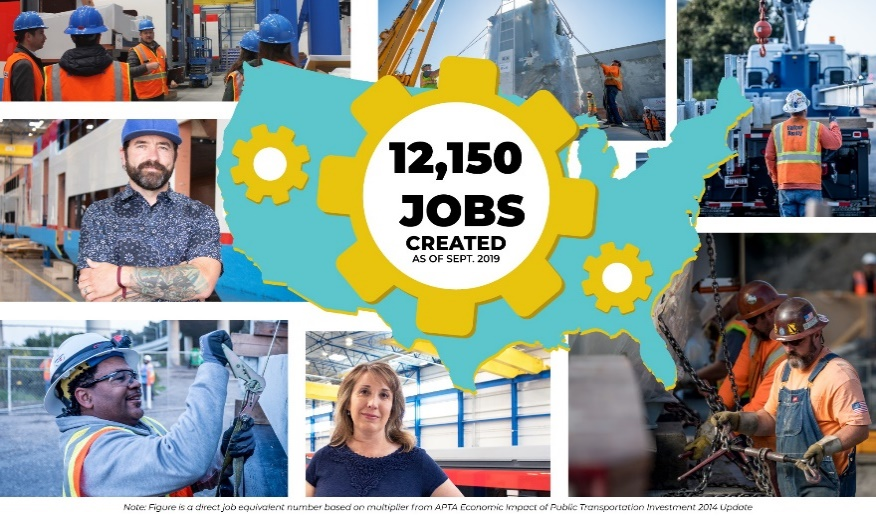 12,150
JOBS
CREATED
AS OF SEPT. 2019
Note: Figure is a direct job equivalent number based on multiplier from APTA Economic Impact of Public Transportation Investment 2014 Update